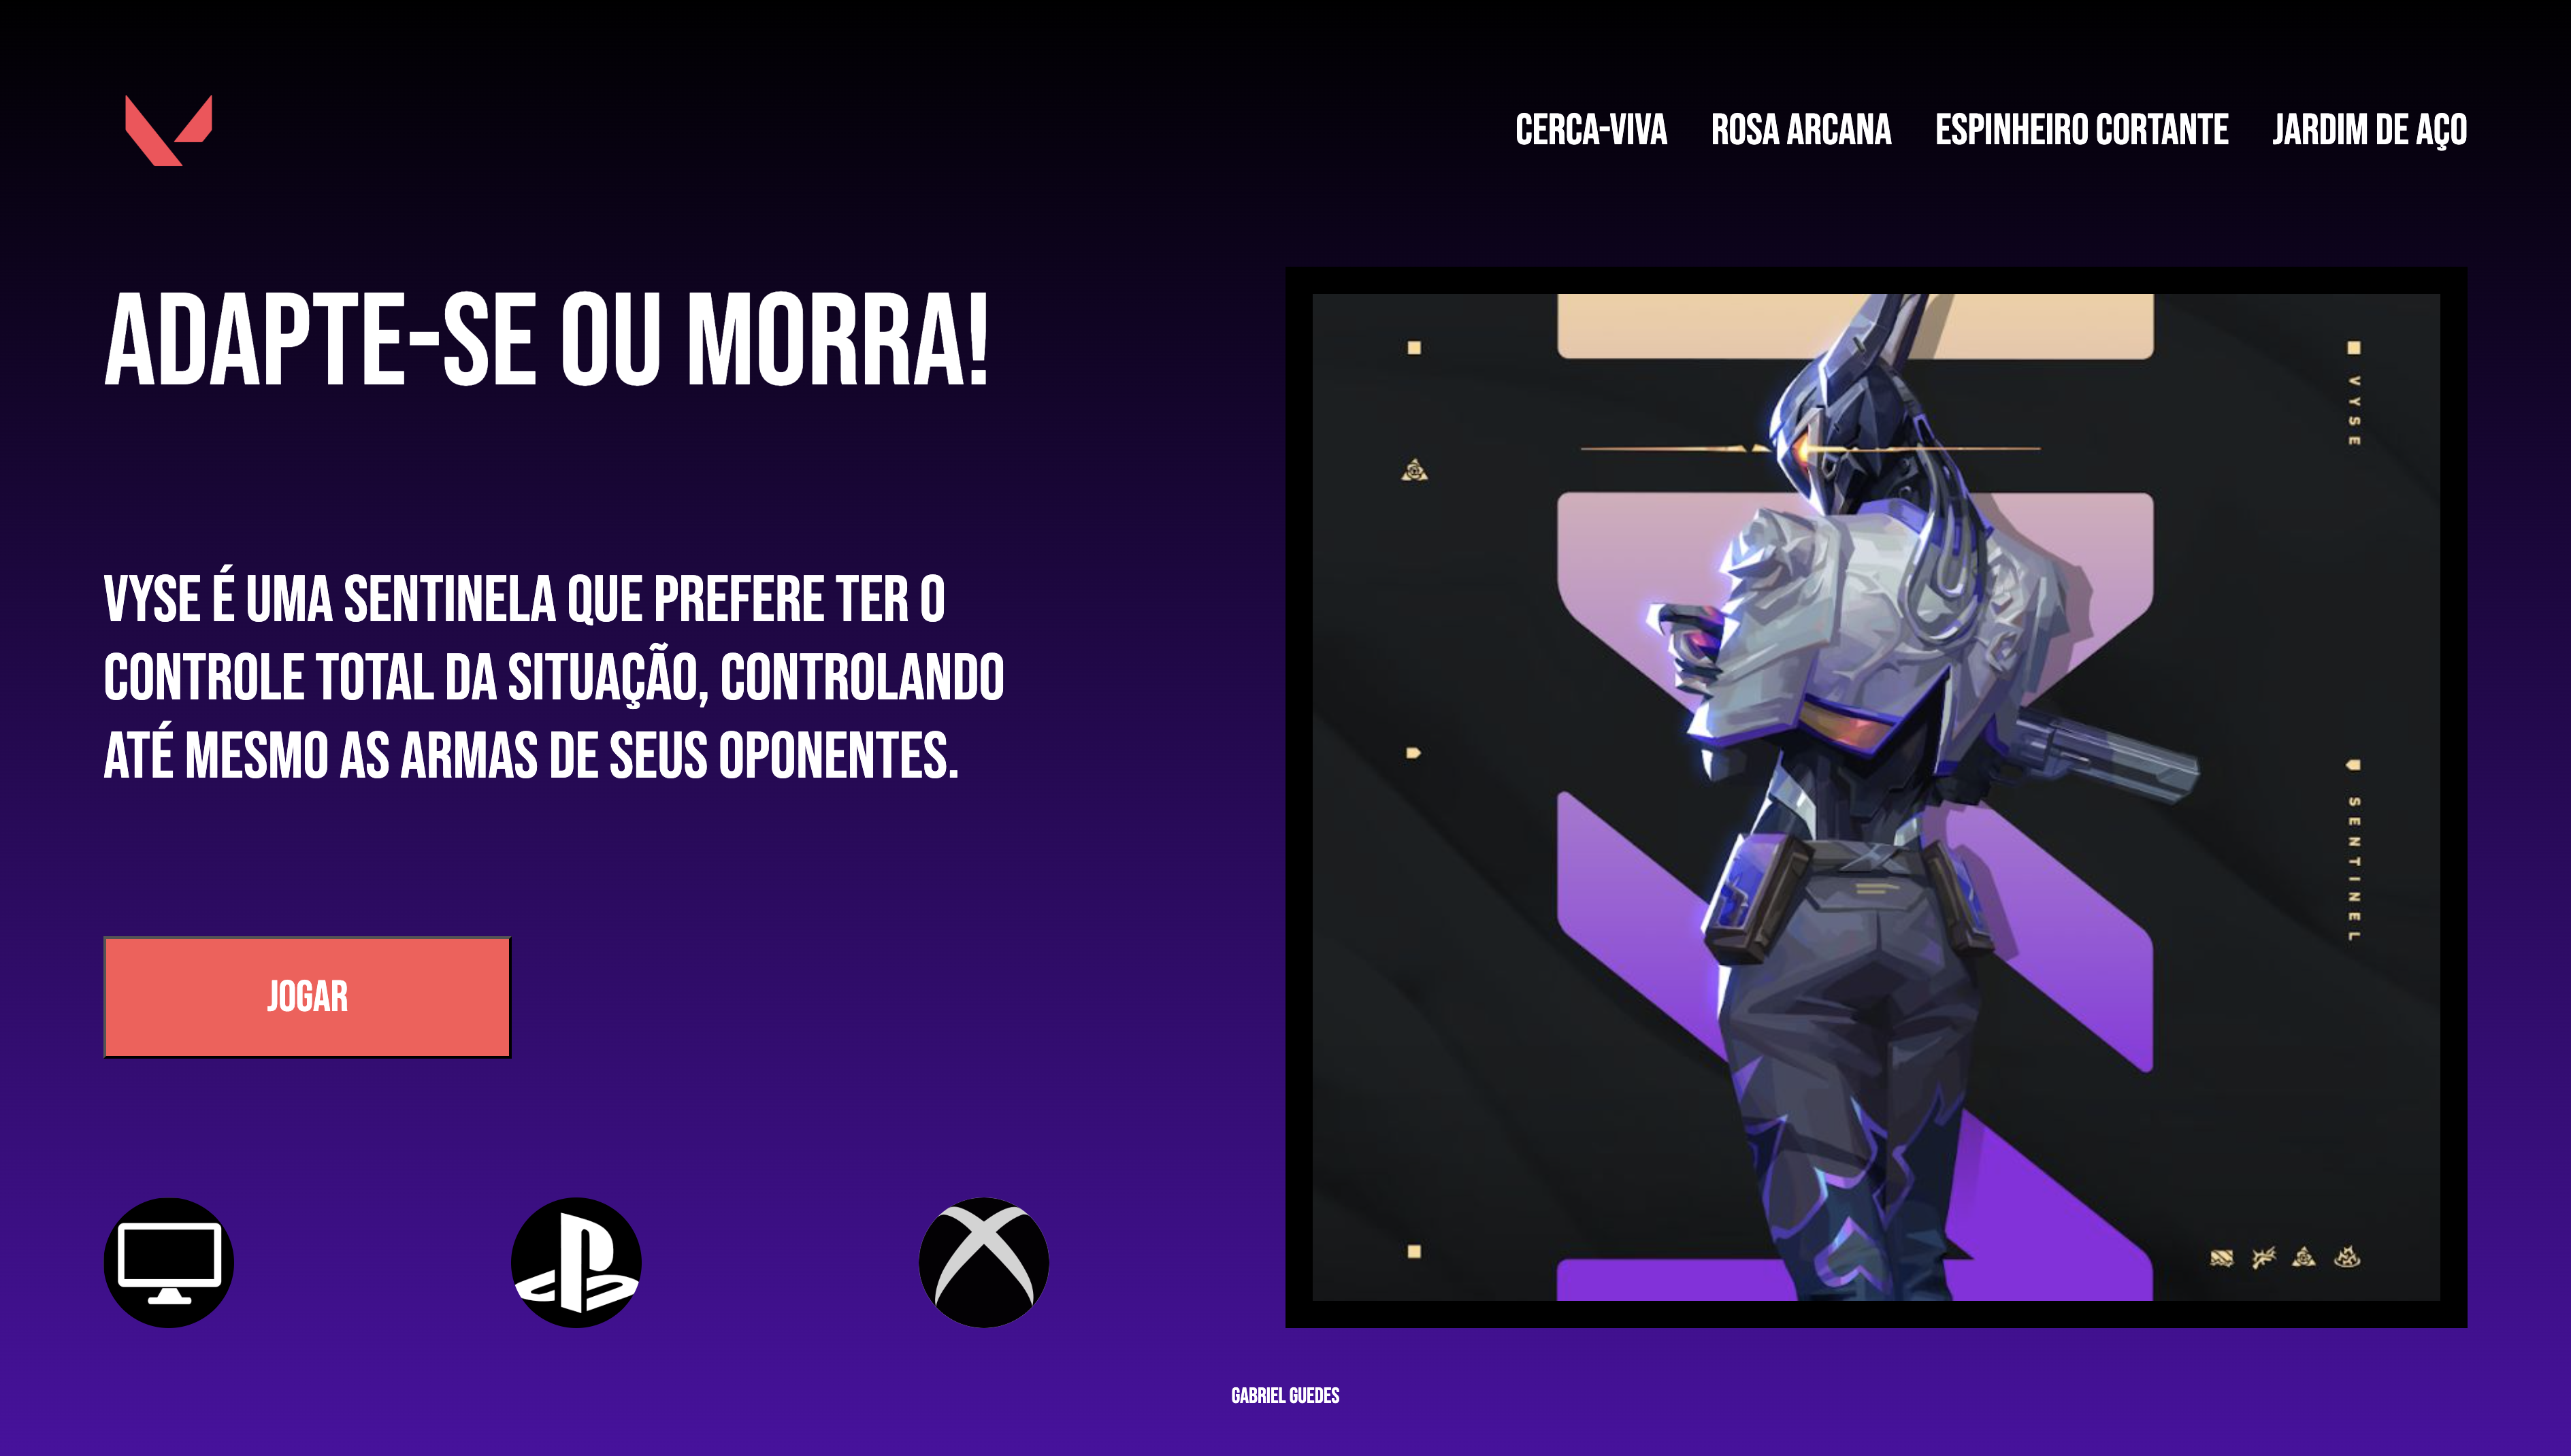 CERCA-VIVA
ROSA ARCANA
ESPINHEIRO CORTANTE
JARDIM DE AÇO
ADAPTE-SE OU MORRA!
VYSE É UMA SENTINELA QUE PREFERE TER O
CONTROLE TOTAL DA SITUAÇÃO, CONTROLANDO
ATÉ MESMO AS ARMAS DE SEUS OPONENTES.
JOGAR
VYSE
SENTINEL
GABRIEL GUEDES